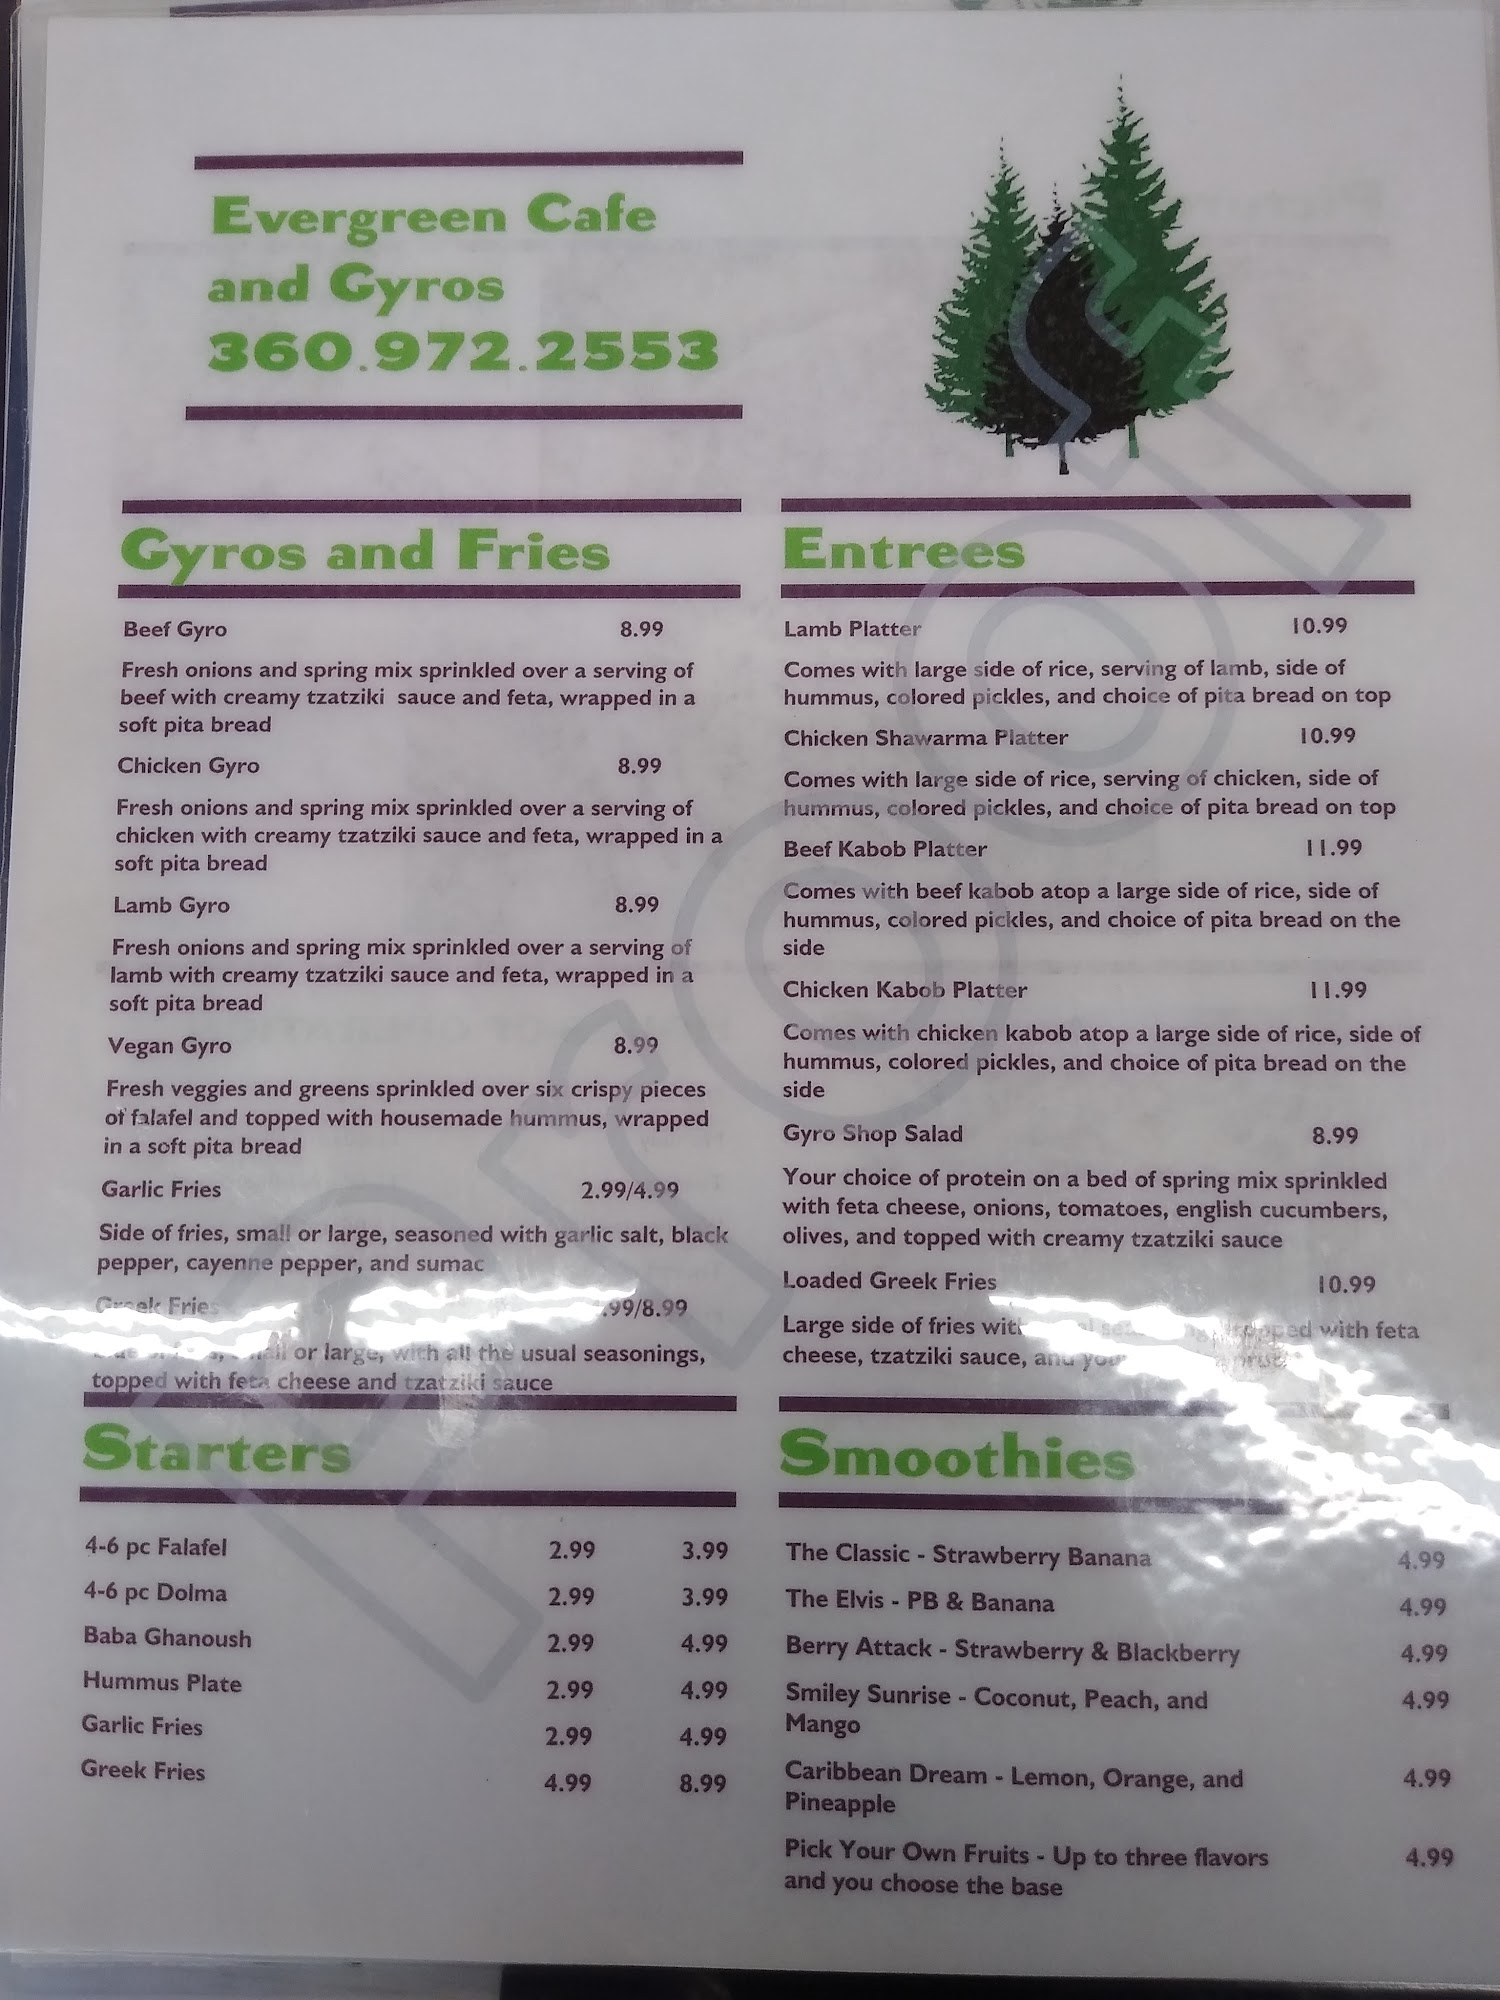 Evergreen Cafe
and Gyros
360.972.2553
Gyros and Fries
Beef Gyro 8.99
Fresh onions and spring mix sprinkled over a serving of
beef with creamy tzatziki sauce and feta, wrapped in a
soft pita bread
Chicken Gyro 8.99
Fresh onions and spring mix sprinkled over a serving of
chicken with creamy tzatziki sauce and feta, wrapped in a
soft pita bread
Lamb Gyro 8.99
Fresh onions and spring mix sprinkled over a serving of
lamb with creamy tzatziki sauce and feta, wrapped in a
soft pita bread
Vegan Gyro 8.99
Fresh veggies and greens sprinkled over six crispy pieces
of falafel and topped with housemade hummus, wrapped
in a soft pita bread
Garlic Fries 2.99/4.99
Side of fries, small or large, seasoned with garlic salt, black
pepper, cayenne pepper, and sumac
Greek Fries .99/8.99
small or large, with all the usual seasonings,
topped with feta cheese and tzatziki sauce
Entrees
Lamb Platter 10.99
Comes with large side of rice, serving of lamb, side of
hummus, colored pickles, and choice of pita bread on top
Chicken Shawarma Platter 10.99
Comes with large side of rice, serving of chicken, side of
hummus, colored pickles, and choice of pita bread on top
Beef Kabob Platter 11.99
Comes with beef kabob atop a large side of rice, side of
hummus, colored pickles, and choice of pita bread on the
side
Chicken Kabob Platter 11.99
Comes with chicken kabob atop a large side of rice, side of
hummus, colored pickles, and choice of pita bread on the
side
Gyro Shop Salad 8.99
Your choice of protein on a bed of spring mix sprinkled
with feta cheese, onions, tomatoes, english cucumbers,
olives, and topped with creamy tzatziki sauce
Loaded Greek Fries 10.99
Large side of fries with topped with feta
cheese, tzatziki sauce, and
Starters
4-6 pc Falafel 2.99 3.99
4-6 pc Dolma 2.99 3.99
Baba Ghanoush 2.99 4.99
Hummus Plate 2.99 4.99
Garlic Fries 2.99 4.99
Greek Fries 4.99 8.99
Smoothies
The Classic - Strawberry Banana 4.99
The Elvis - PB & Banana 4.99
Berry Attack - Strawberry & Blackberry 4.99
Smiley Sunrise - Coconut, Peach, and 4.99
Mango
Caribbean Dream - Lemon, Orange, and 4.99
Pineapple
Pick Your Own Fruits - Up to three flavors 4.99
and you choose the base
Proof